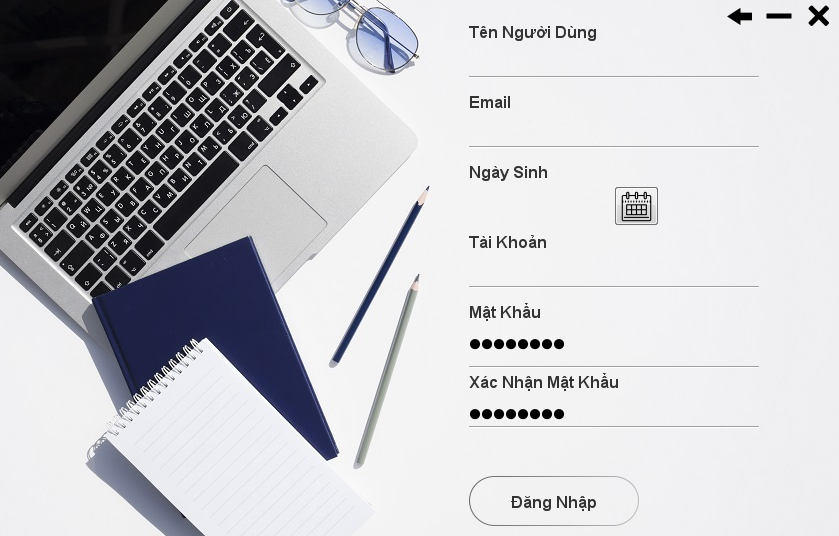 Tên Người Dùng
Email
Ngày Sinh
Tài Khoản
Mật Khẩu
●●●●●●●●
Xác Nhận Mật Khẩu
●●●●●●●●
Đăng Nhập